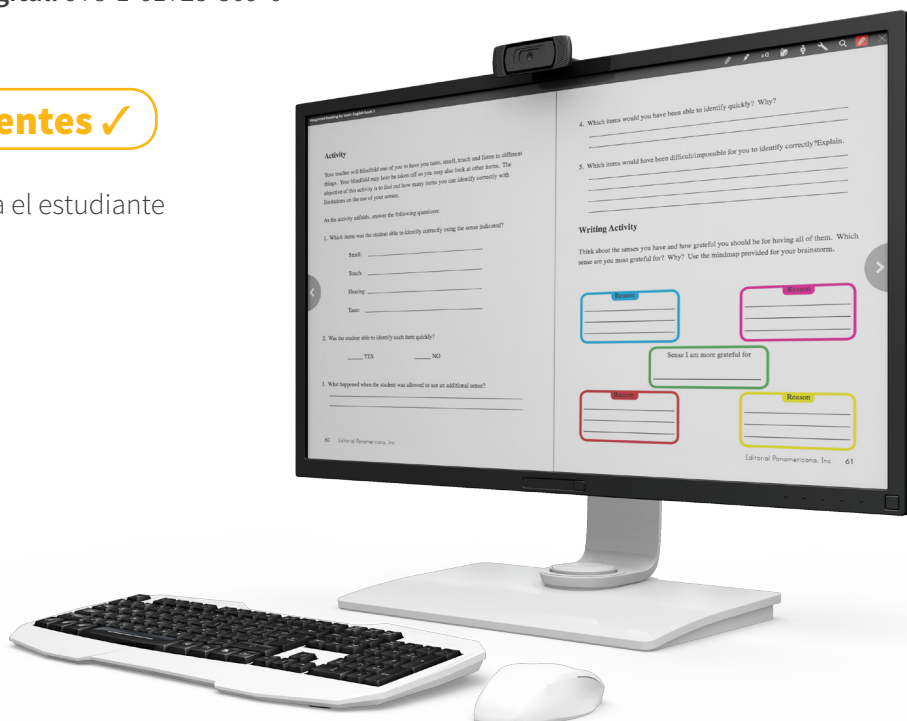 entes ✓
a el estudiante
Activity
Your teacher will blindfold one of you to have you taste, smell, touch and listen to different
things. Your blindfold may later be taken off so you may also look at other items. The
objective of this activity is to find out how many items you can identify correctly with
limitations on the use of your senses.
As the activity unfolds, answer the following questions:
1. Which items was the student able to identify correctly using the sense indicated?
Smell:
Touch:
Hearing:
Taste:
2. Was the student able to identify each item quickly?
YES NO
3. What happened when the student was allowed to use an additional sense?
60 Editorial Panamericana, Inc.
4. Which items would you have been able to identify quickly? Why?
5. Which items would have been difficult/impossible for you to identify correctly?Explain.
Writing Activity
Think about the senses you have and how grateful you should be for having all of them. Which
sense are you most grateful for? Why? Use the mindmap provided for your brainstorm.
Reason
Reason
Sense I am more grateful for
Reason
Reason
Editorial Panamericana, Inc. 61